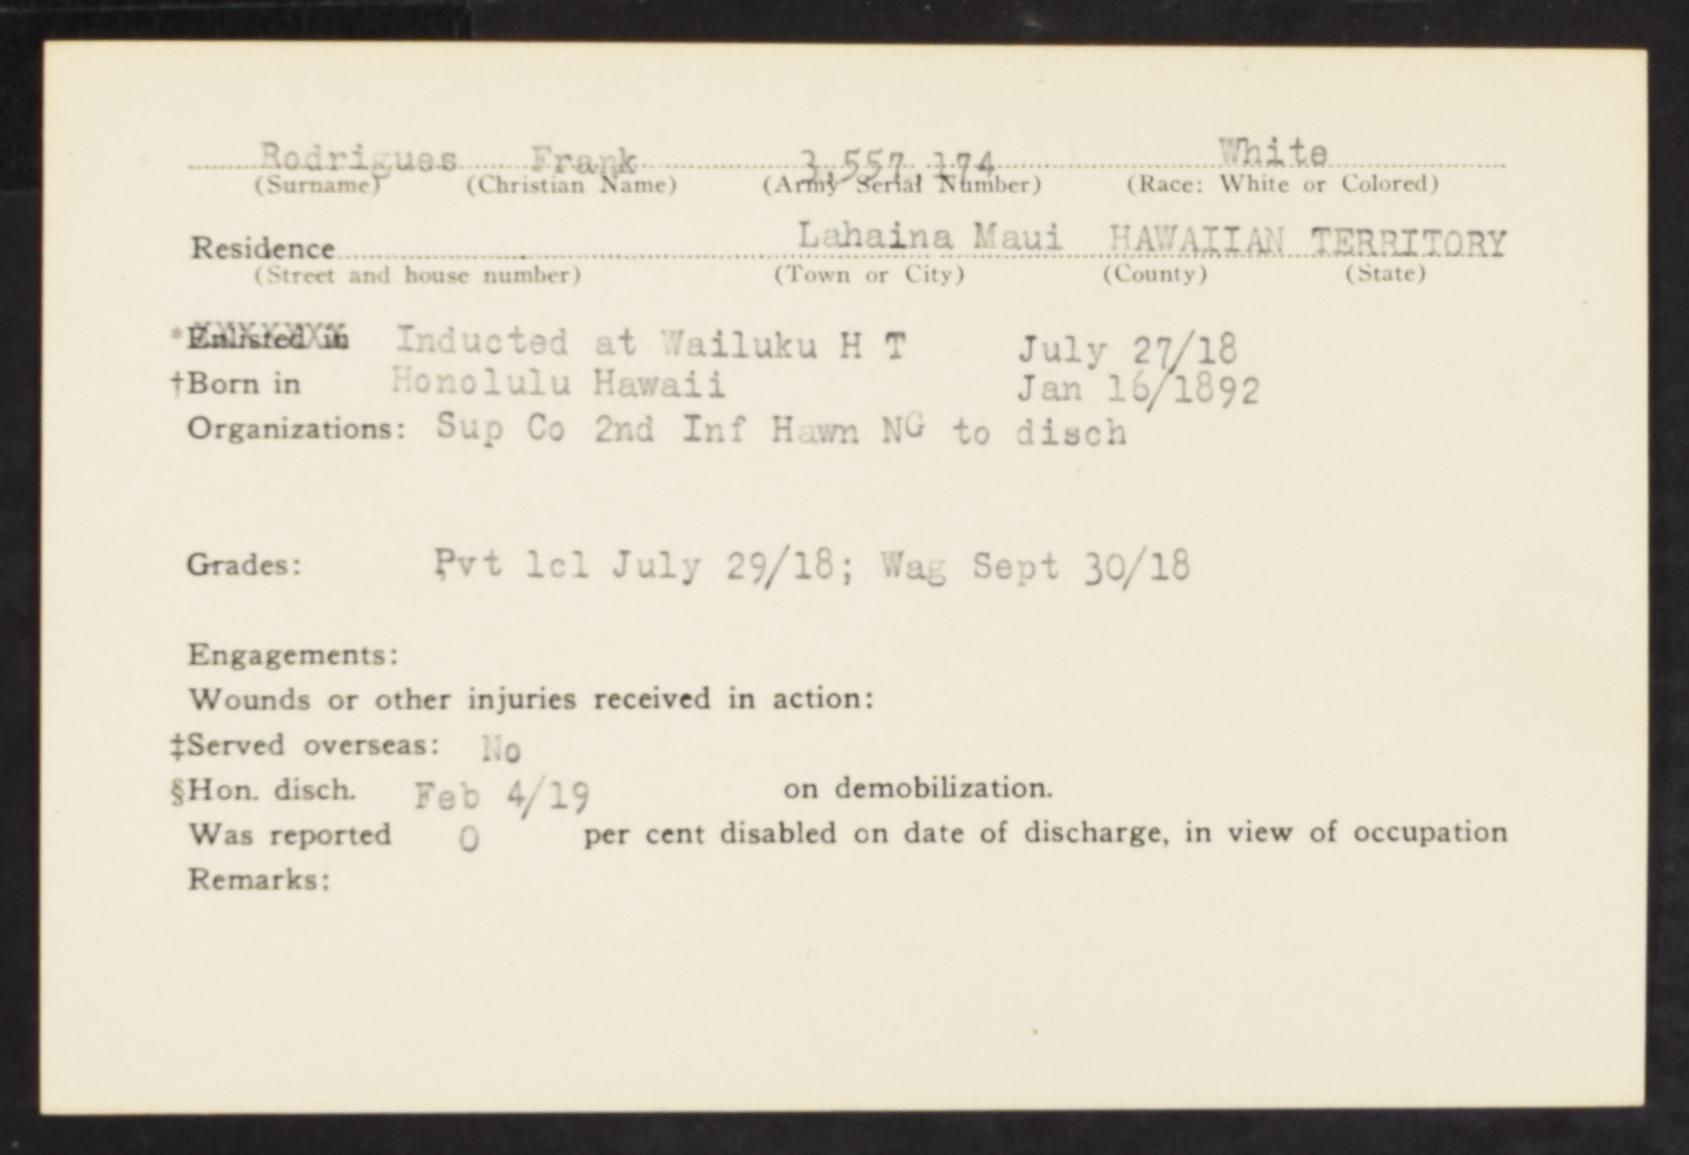 Rodrigues Frank 3,557,174 White
(Surname) (Christian Name) (Army Serial Number) (Race: White or Colored)
Residence Lahaina Maui HAWAIIAN TERRITORY
(Street and house number) (Town or City) (County) (State)
*Enlisted in Inducted at Wailuku H T July 27/18
†Born in Honolulu Hawaii Jan 16/1892
Organizations: Sup Co 2nd Inf Hawn NG to disch
Grades: Pvt 1cl July 29/18; Wag Sept 30/18
Engagements:
Wounds or other injuries received in action:
‡Served overseas: No
§Hon. disch. Feb 4/19 on demobilization.
Was reported 0 per cent disabled on date of discharge, in view of occupation
Remarks: